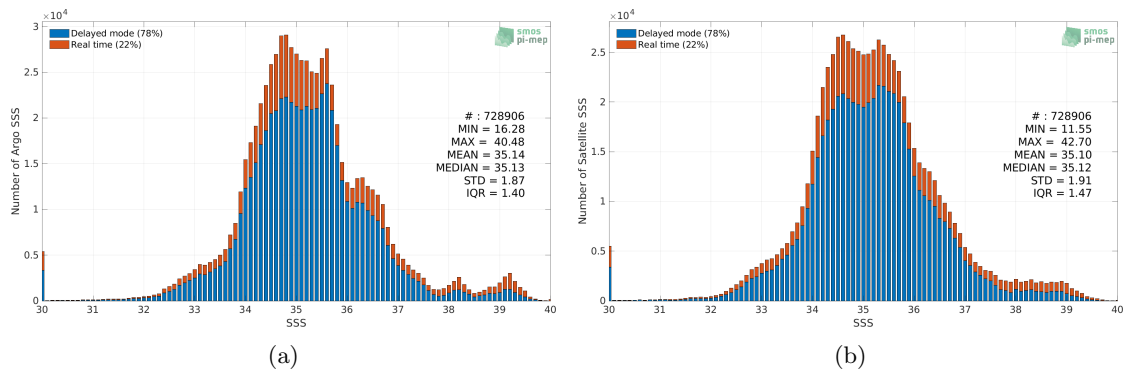 ×10⁴
Delayed mode (78%)
Real time (22%)
smos
pi-mep
3
2.5
2
1.5
1
0.5
0
Number of Argo SSS
# : 728906
MIN = 16.28
MAX = 40.48
MEAN = 35.14
MEDIAN = 35.13
STD = 1.87
IQR = 1.40
30 31 32 33 34 35 36 37 38 39 40
SSS
(a)
×10⁴
Delayed mode (78%)
Real time (22%)
smos
pi-mep
2.5
2
1.5
1
0.5
0
Number of Satellite SSS
# : 728906
MIN = 11.55
MAX = 42.70
MEAN = 35.10
MEDIAN = 35.12
STD = 1.91
IQR = 1.47
30 31 32 33 34 35 36 37 38 39 40
SSS
(b)